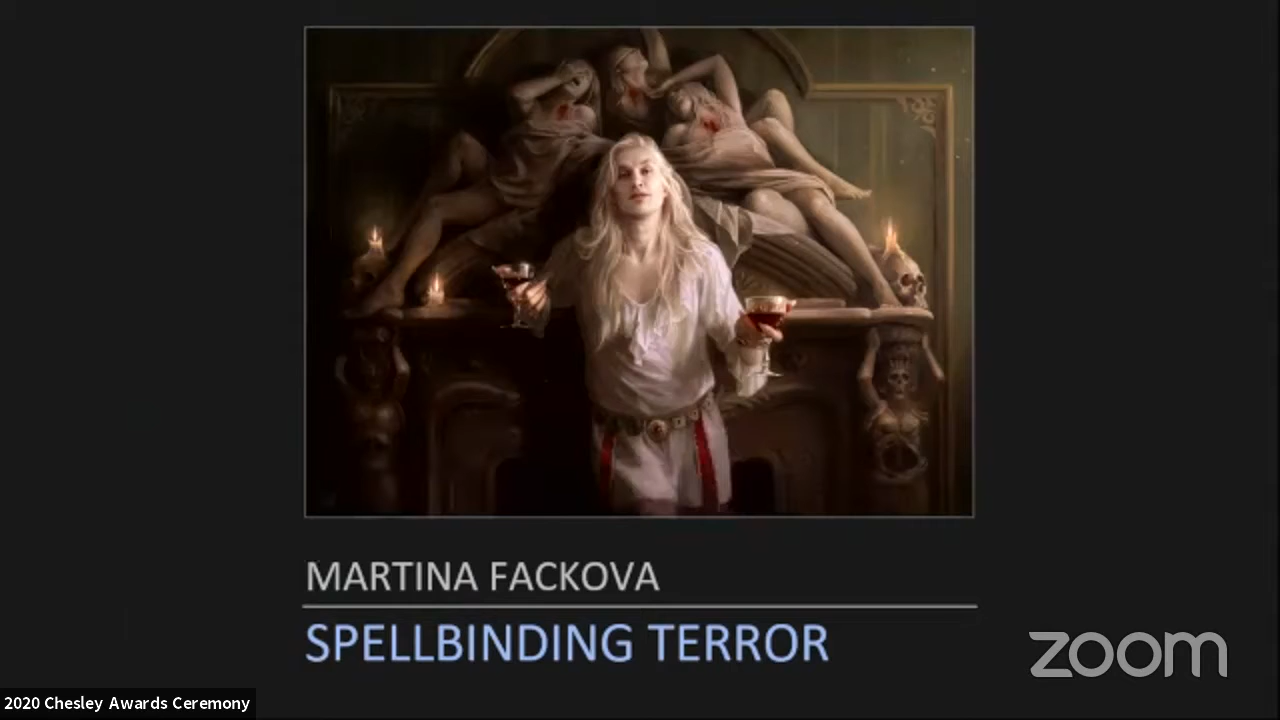 MARTINA FACKOVA
SPELLBINDING TERROR
zoom
2020 Chesley Awards Ceremony